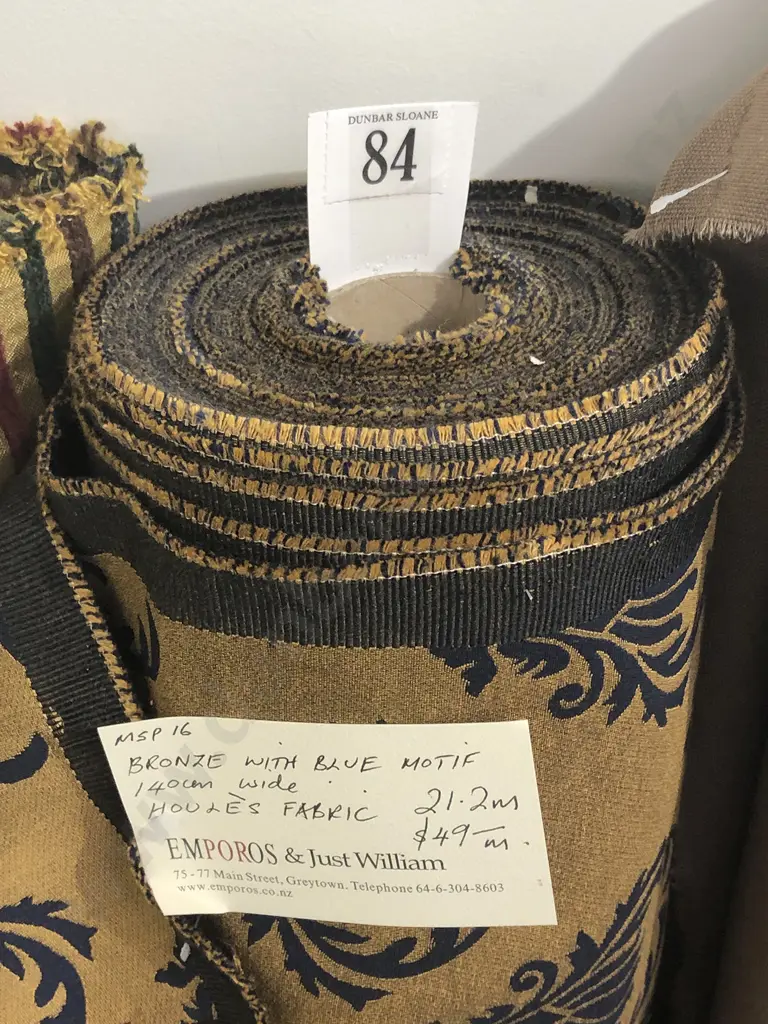 DUNBAR SLOANE
84
MSP 16
BRONZE WITH BLUE MOTIF
140cm wide
HOULÈS FABRIC 21.2m
$49 - m.
EMPOROS & Just William
75 - 77 Main Street, Greytown. Telephone 64-6-304-8603
www.emporos.co.nz